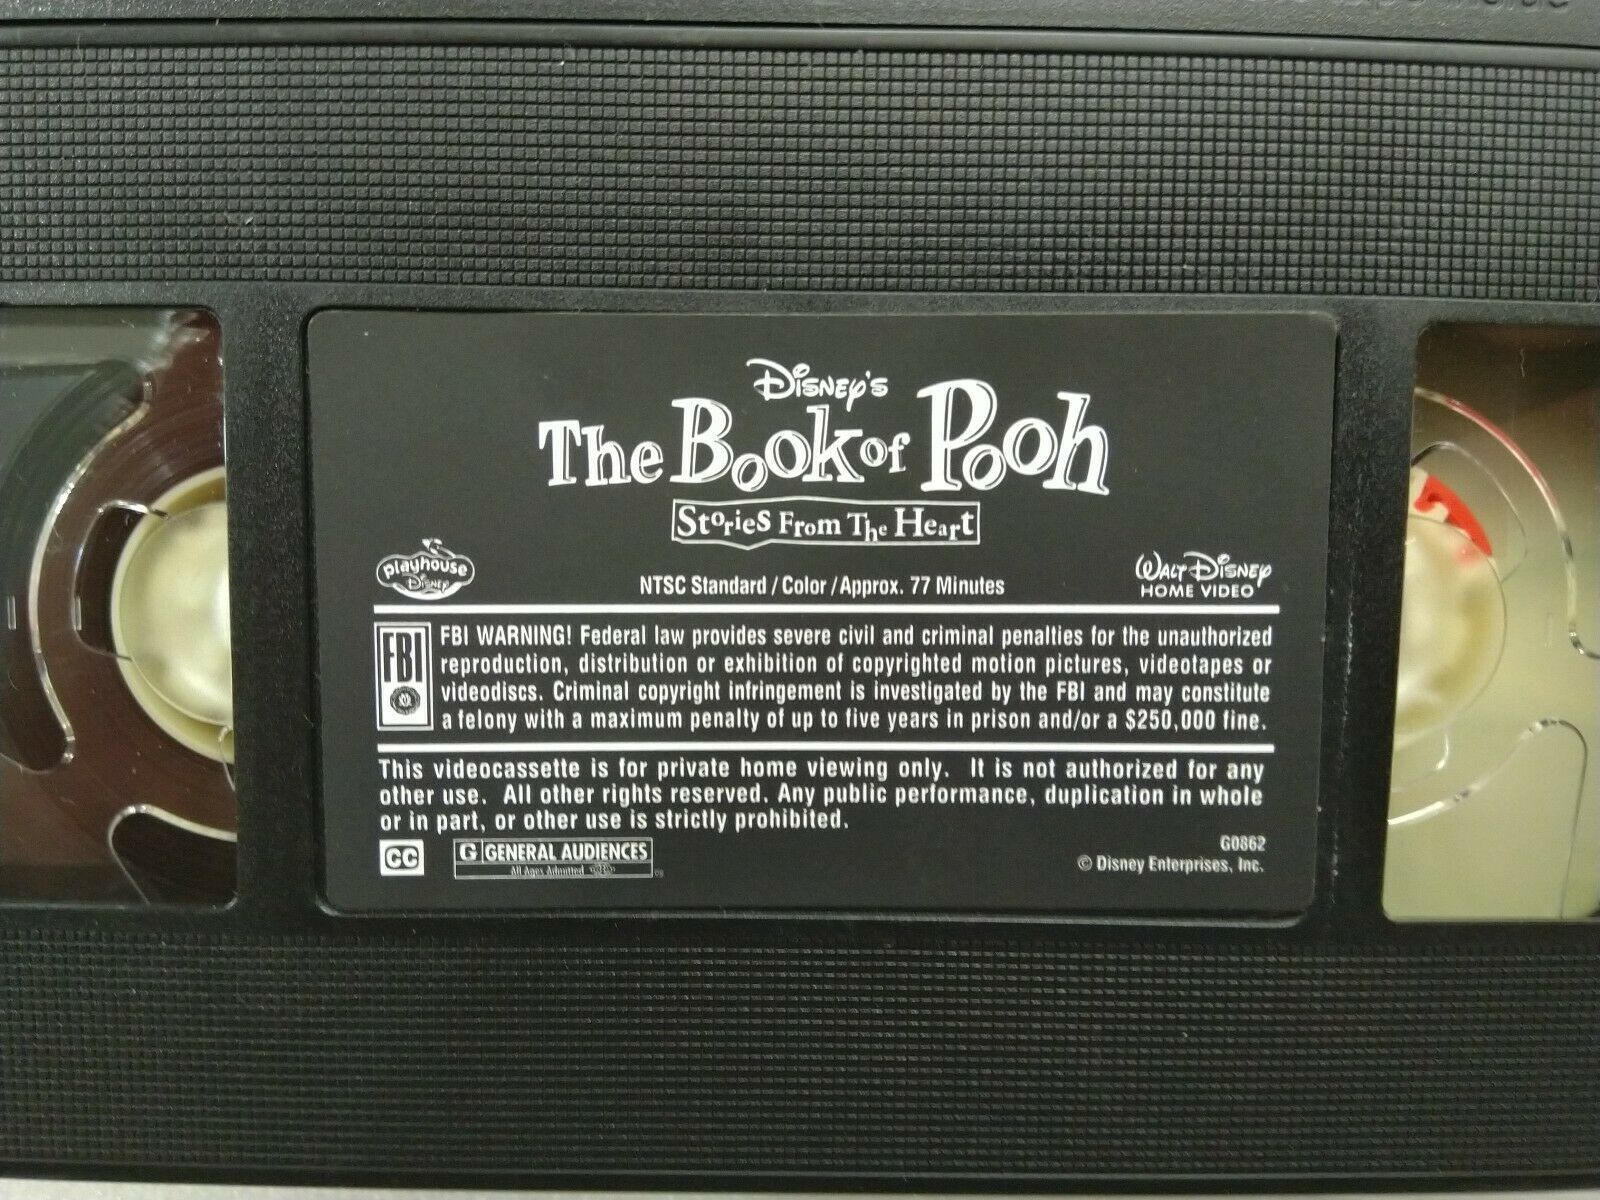 Disney's
The Book of Pooh
Stories From The Heart
playhouse
Disney
NTSC Standard / Color / Approx. 77 Minutes
Walt Disney
HOME VIDEO
FBI
FBI WARNING! Federal law provides severe civil and criminal penalties for the unauthorized
reproduction, distribution or exhibition of copyrighted motion pictures, videotapes or
videodiscs. Criminal copyright infringement is investigated by the FBI and may constitute
a felony with a maximum penalty of up to five years in prison and/or a $250,000 fine.
This videocassette is for private home viewing only. It is not authorized for any
other use. All other rights reserved. Any public performance, duplication in whole
or in part, or other use is strictly prohibited.
CC
G GENERAL AUDIENCES
All Ages Admitted
G0862
© Disney Enterprises, Inc.